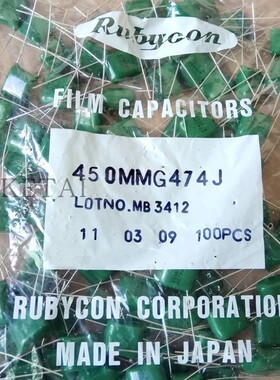 Rubycon
FILM CAPACITORS
450MMG474J
LOTNO.MB3412
11 03 09 100PCS
RUBYCON CORPORATION
MADE IN JAPAN